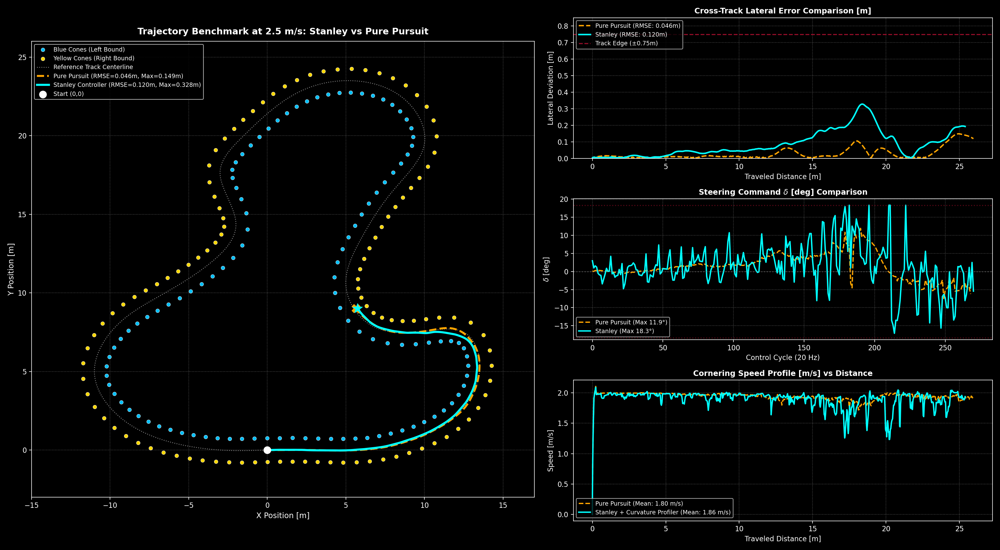 Trajectory Benchmark at 2.5 m/s: Stanley vs Pure Pursuit
Blue Cones (Left Bound)
Yellow Cones (Right Bound)
Reference Track Centerline
Pure Pursuit (RMSE=0.046m, Max=0.149m)
Stanley Controller (RMSE=0.120m, Max=0.328m)
Start (0,0)
25
20
15
10
5
0
Y Position [m]
−15
−10
−5
0
5
10
15
X Position [m]
Cross-Track Lateral Error Comparison [m]
Pure Pursuit (RMSE: 0.046m)
Stanley (RMSE: 0.120m)
Track Edge (±0.75m)
0.8
0.7
0.6
0.5
0.4
0.3
0.2
0.1
0.0
Lateral Deviation [m]
0
5
10
15
20
25
Traveled Distance [m]
Steering Command δ [deg] Comparison
20
15
10
5
0
−5
−10
−15
δ [deg]
Pure Pursuit (Max 11.9°)
Stanley (Max 18.3°)
0
50
100
150
200
250
Control Cycle (20 Hz)
Cornering Speed Profile [m/s] vs Distance
2.0
1.5
1.0
0.5
0.0
Speed [m/s]
Pure Pursuit (Mean: 1.80 m/s)
Stanley + Curvature Profiler (Mean: 1.86 m/s)
0
5
10
15
20
25
Traveled Distance [m]